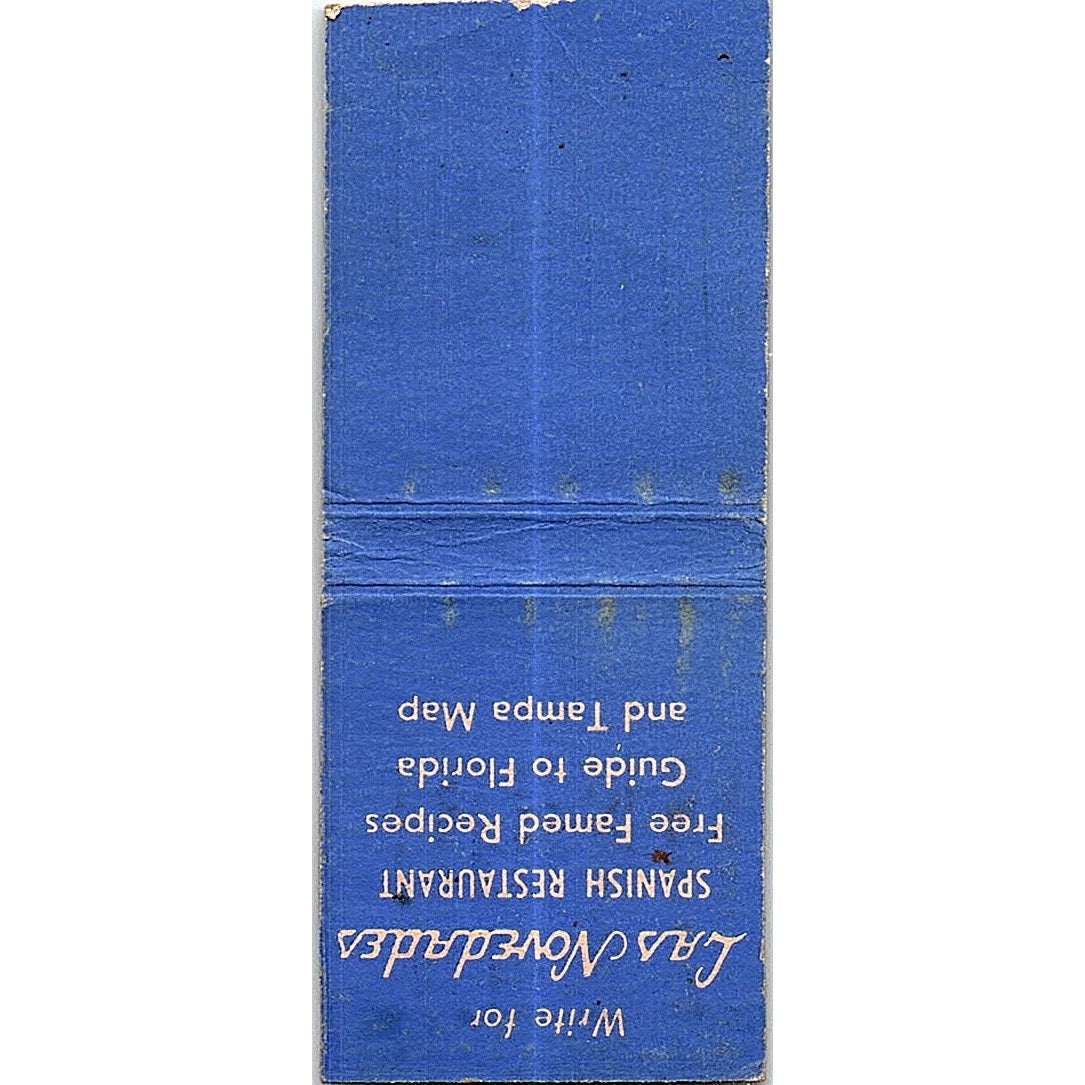 Write for
Las Novedades
SPANISH RESTAURANT
Free Famed Recipes
Guide to Florida
and Tampa Map